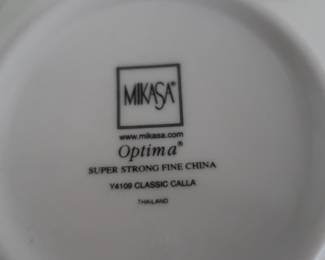 MIKASA®
www.mikasa.com
Optima®
SUPER STRONG FINE CHINA
Y4109 CLASSIC CALLA
THAILAND